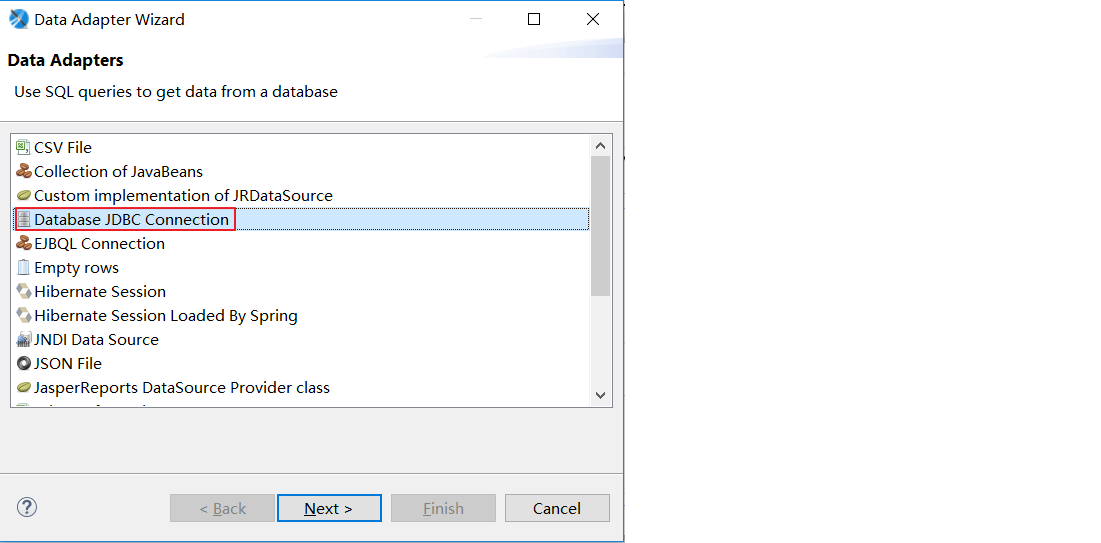 Data Adapter Wizard
Data Adapters
Use SQL queries to get data from a database
CSV File
Collection of JavaBeans
Custom implementation of JRDataSource
Database JDBC Connection
EJBQL Connection
Empty rows
Hibernate Session
Hibernate Session Loaded By Spring
JNDI Data Source
JSON File
JasperReports DataSource Provider class
< Back Next > Finish Cancel